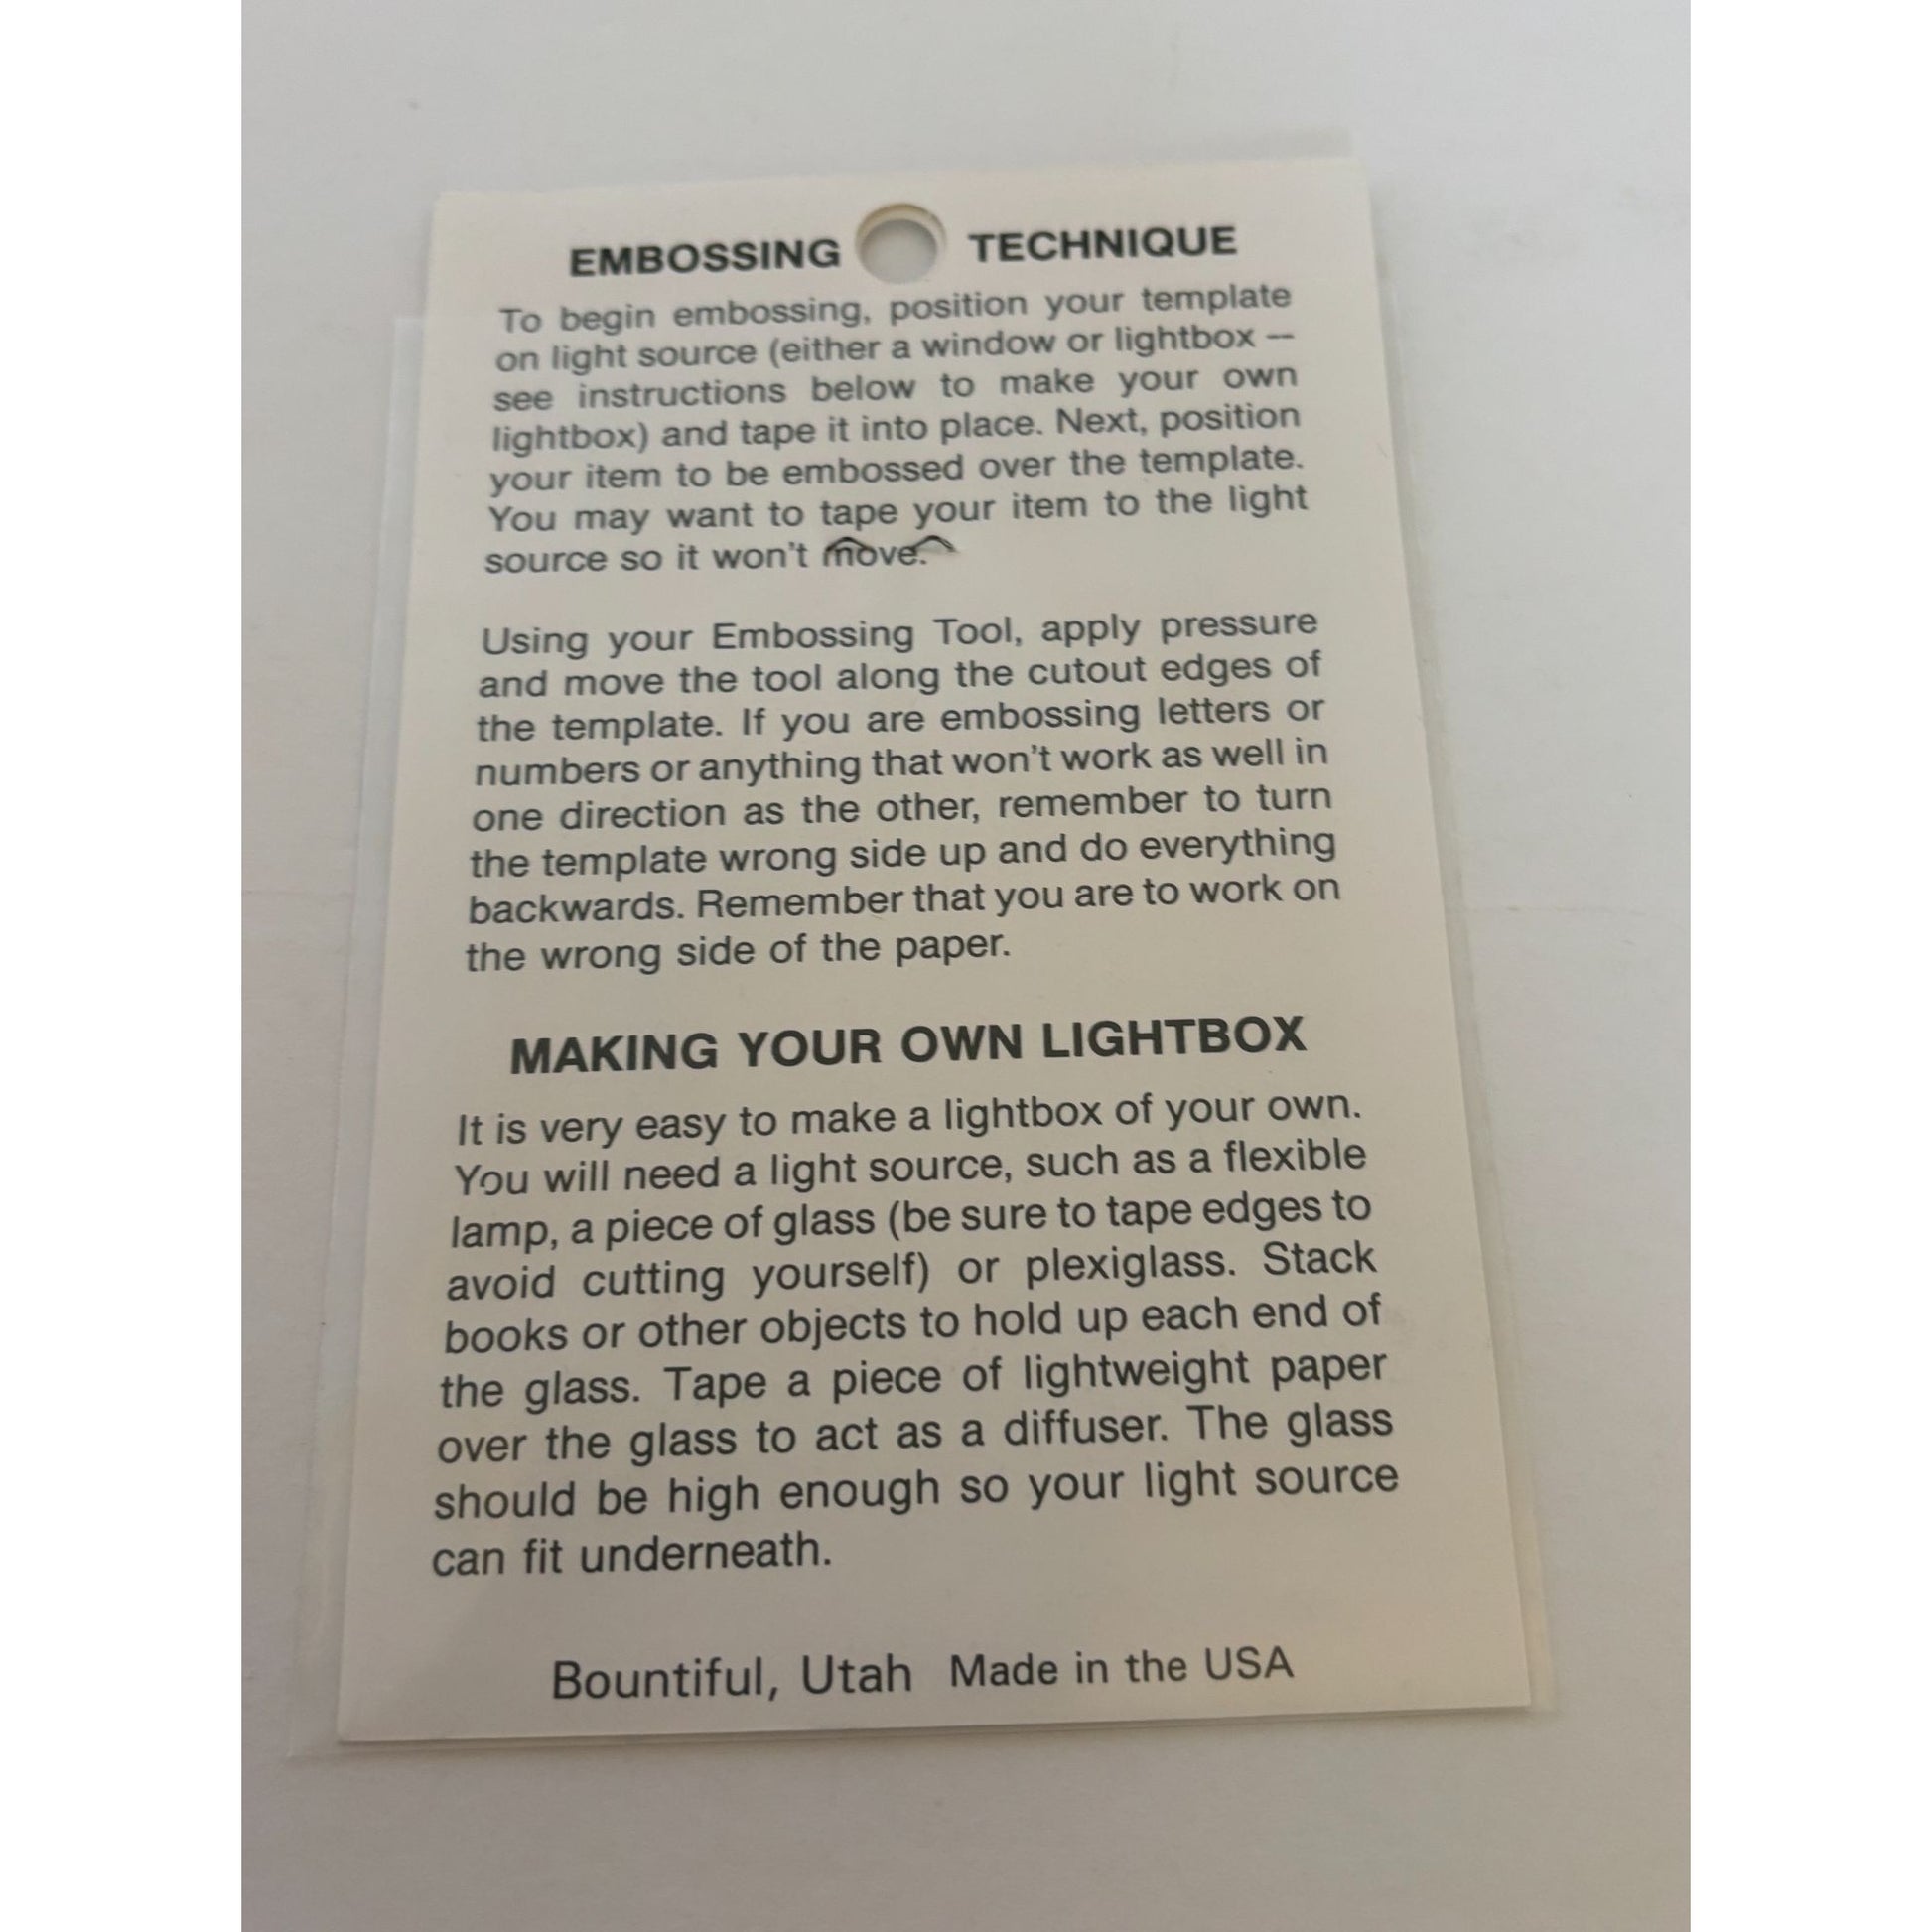 EMBOSSING TECHNIQUE
To begin embossing, position your template
on light source (either a window or lightbox --
see instructions below to make your own
lightbox) and tape it into place. Next, position
your item to be embossed over the template.
You may want to tape your item to the light
source so it won't move.
Using your Embossing Tool, apply pressure
and move the tool along the cutout edges of
the template. If you are embossing letters or
numbers or anything that won't work as well in
one direction as the other, remember to turn
the template wrong side up and do everything
backwards. Remember that you are to work on
the wrong side of the paper.
MAKING YOUR OWN LIGHTBOX
It is very easy to make a lightbox of your own.
You will need a light source, such as a flexible
lamp, a piece of glass (be sure to tape edges to
avoid cutting yourself) or plexiglass. Stack
books or other objects to hold up each end of
the glass. Tape a piece of lightweight paper
over the glass to act as a diffuser. The glass
should be high enough so your light source
can fit underneath.
Bountiful, Utah Made in the USA